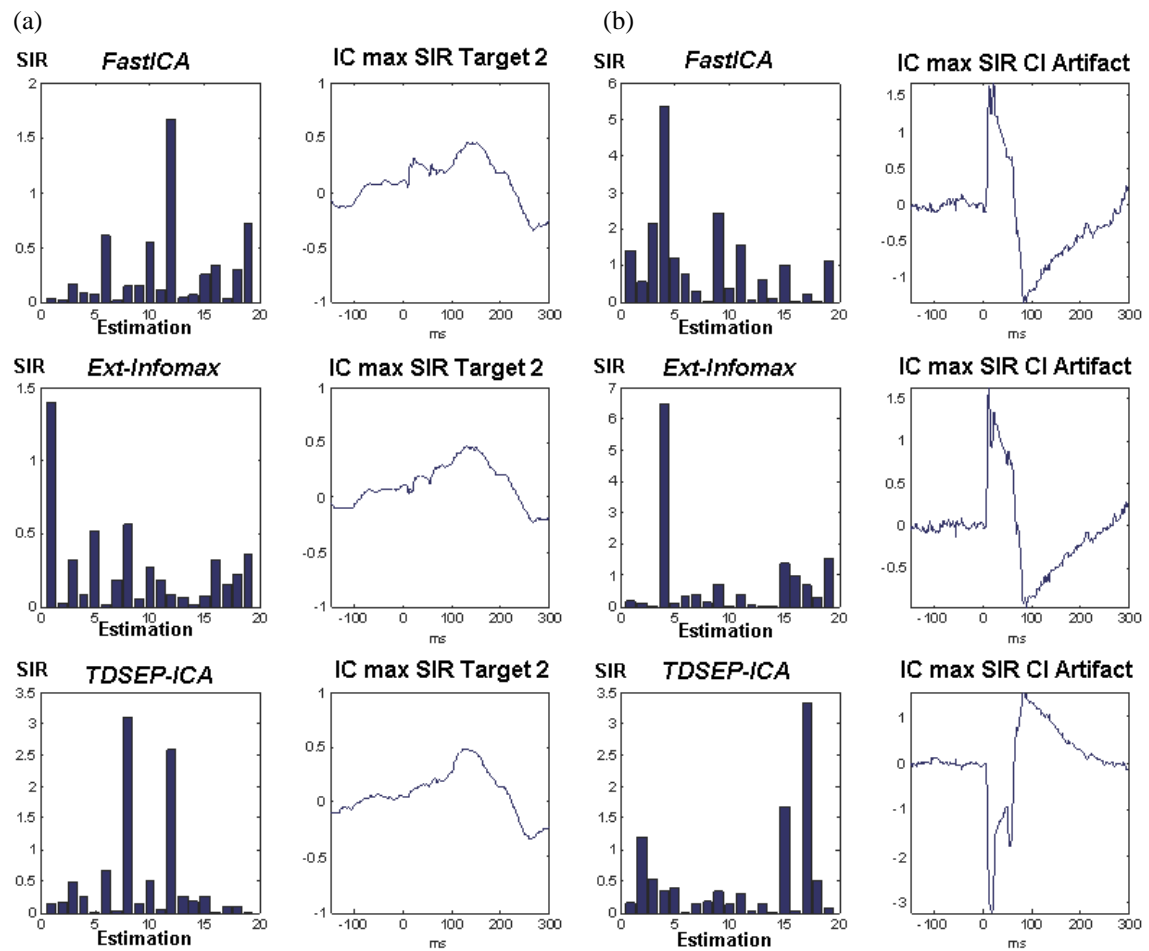 (a)
(b)
SIR FastICA
IC max SIR Target 2
SIR FastICA
IC max SIR CI Artifact
2
1.5
1
0.5
0
0 5 10 15 20
Estimation
1
0.5
0
-0.5
-1
-100 0 100 200 300
ms
6
5
4
3
2
1
0
0 5 10 15 20
Estimation
1.5
1
0.5
0
-0.5
-1
-100 0 100 200 300
ms
SIR Ext-Infomax
IC max SIR Target 2
SIR Ext-Infomax
IC max SIR CI Artifact
1.5
1
0.5
0
0 5 10 15 20
Estimation
1
0.5
0
-0.5
-1
-100 0 100 200 300
ms
7
6
5
4
3
2
1
0
0 5 10 15 20
Estimation
1.5
1
0.5
0
-0.5
-100 0 100 200 300
ms
SIR TDSEP-ICA
IC max SIR Target 2
SIR TDSEP-ICA
IC max SIR CI Artifact
3.5
3
2.5
2
1.5
1
0.5
0
0 5 10 15 20
Estimation
1
0.5
0
-0.5
-1
-100 0 100 200 300
ms
3.5
3
2.5
2
1.5
1
0.5
0
0 5 10 15 20
Estimation
1
0
-1
-2
-3
-100 0 100 200 300
ms